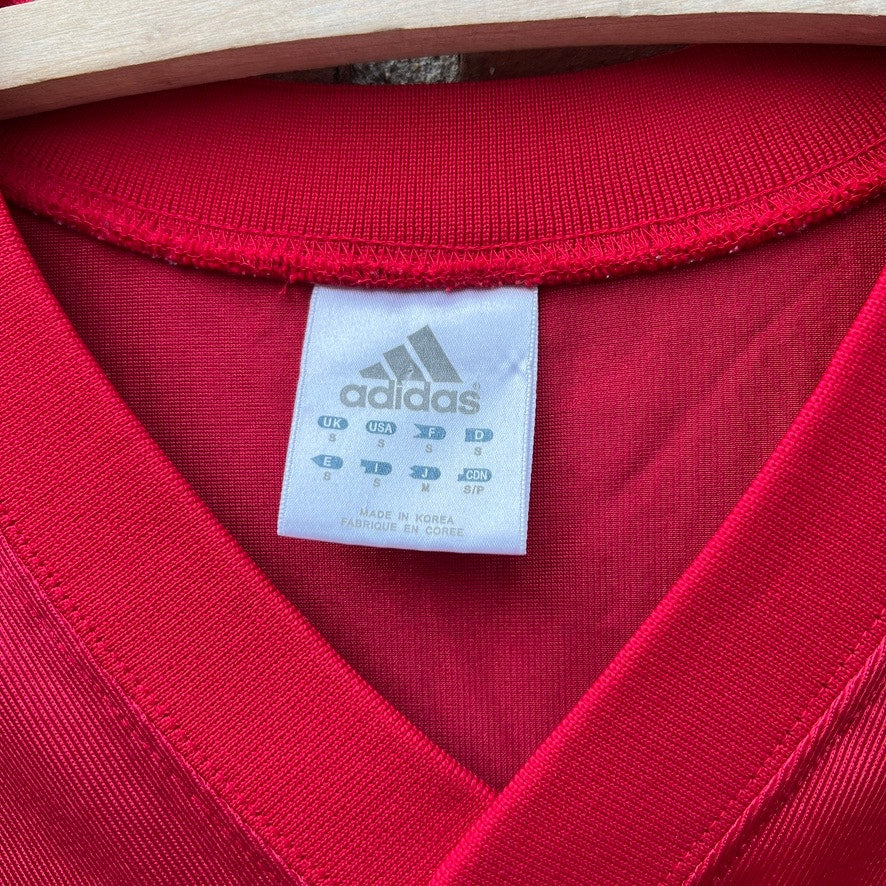 adidas®
UK USA F D
S S S S
E I J CDN
S S M S/P
MADE IN KOREA
FABRIQUE EN COREE